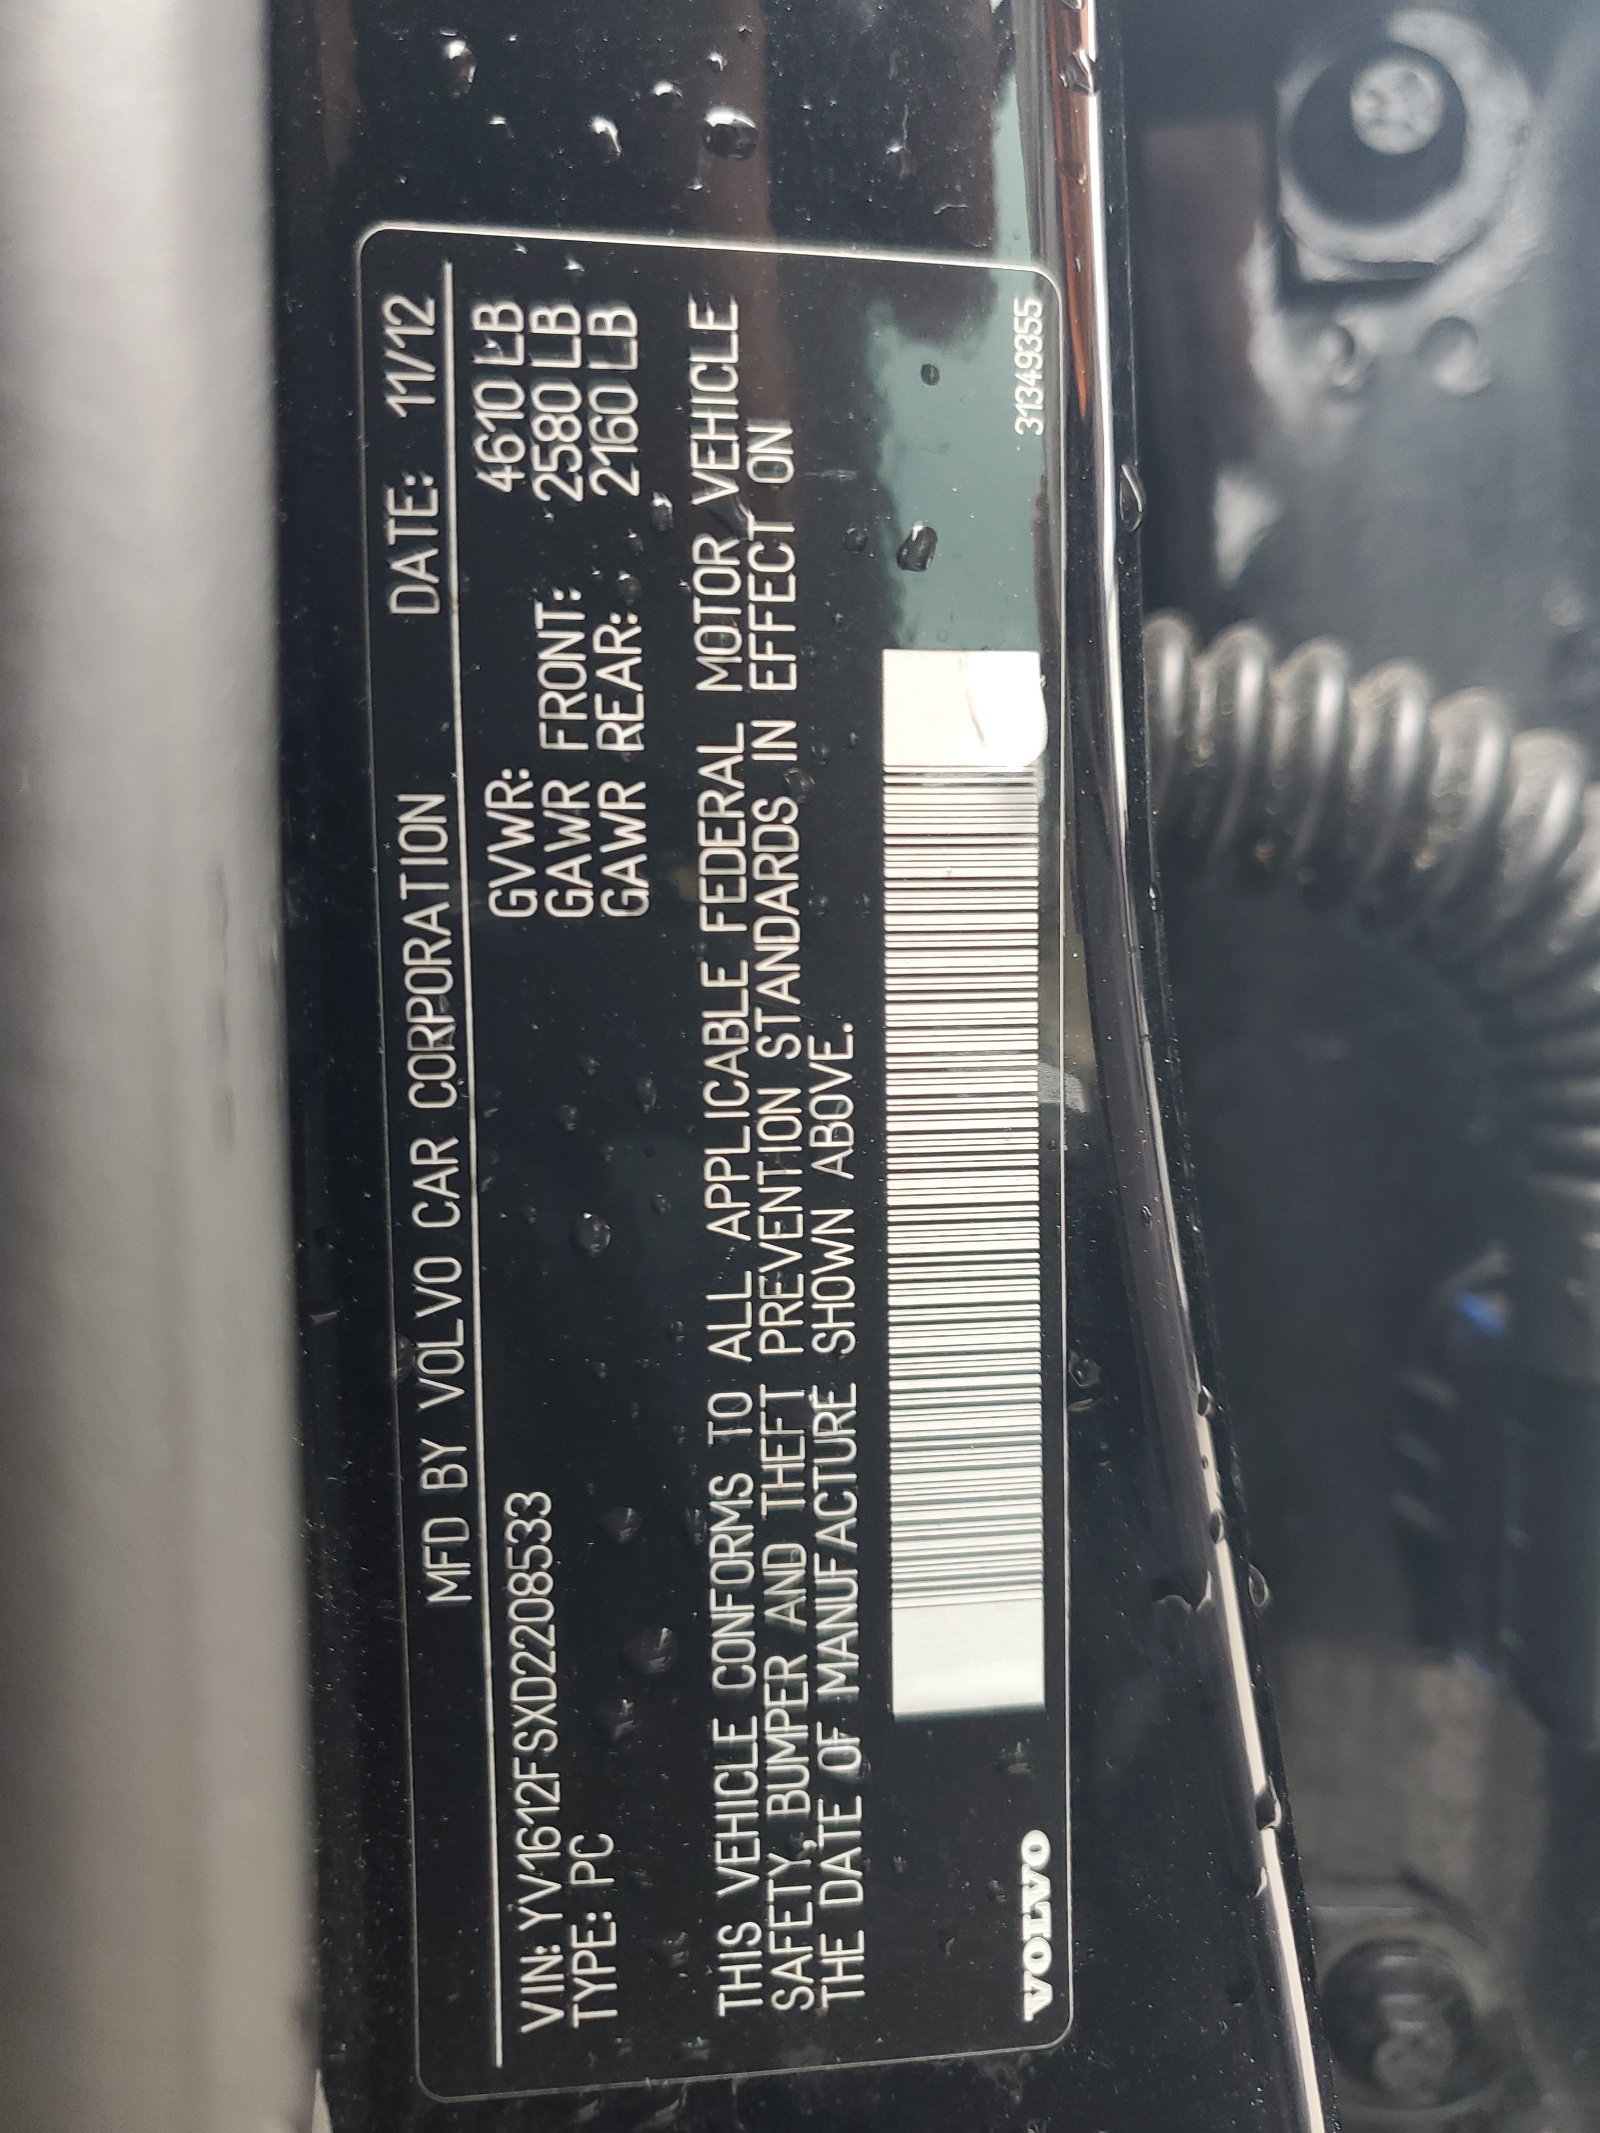 MFD BY VOLVO CAR CORPORATION DATE: 11/12
VIN: YV1612FSXD2208533 GVWR: 4610 LB
TYPE: PC GAWR FRONT: 2580 LB
GAWR REAR: 2160 LB
THIS VEHICLE CONFORMS TO ALL APPLICABLE FEDERAL MOTOR VEHICLE
SAFETY, BUMPER AND THEFT PREVENTION STANDARDS IN EFFECT ON
THE DATE OF MANUFACTURE SHOWN ABOVE.
VOLVO 31349355